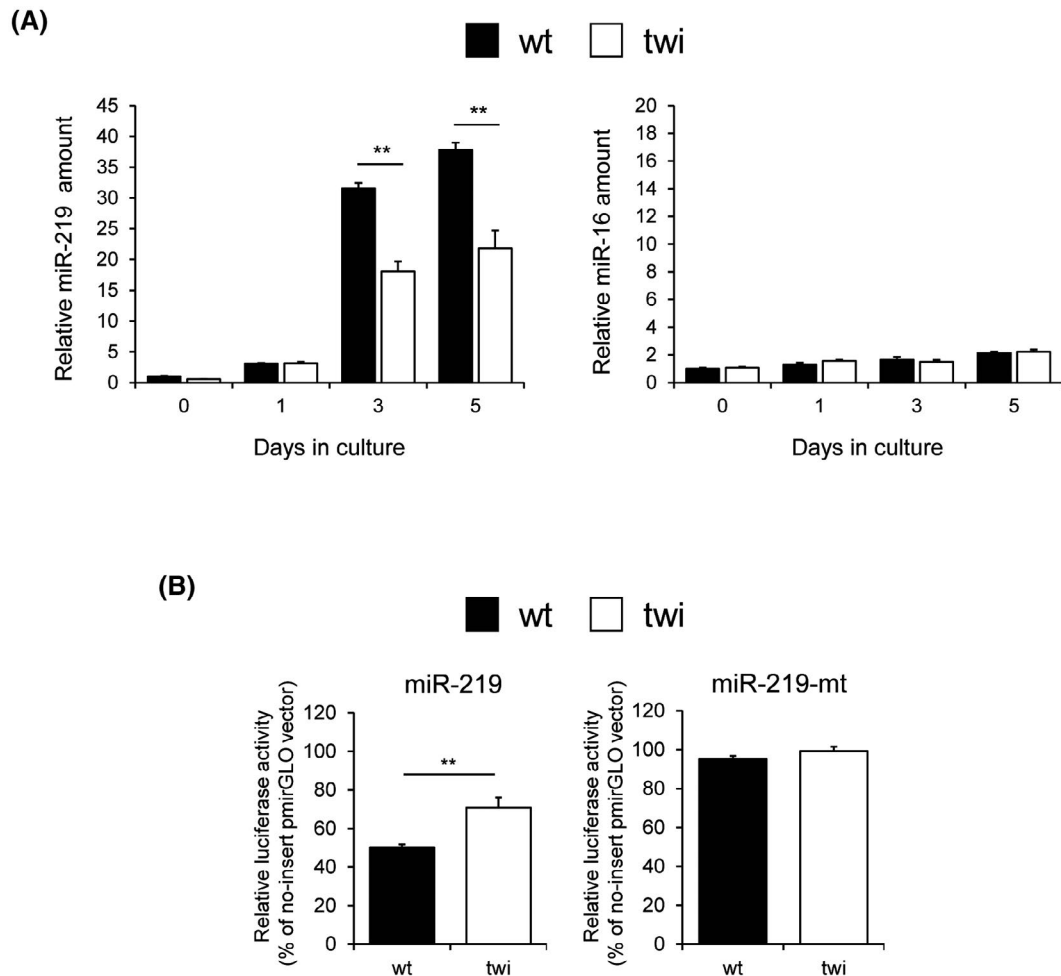 (A)
wt twi
Relative miR-219 amount
45
40
35
30
25
20
15
10
5
0
** **
0 1 3 5
Days in culture
Relative miR-16 amount
20
18
16
14
12
10
8
6
4
2
0
0 1 3 5
Days in culture
(B)
wt twi
miR-219
Relative luciferase activity
(% of no-insert pmirGLO vector)
120
100
80
60
40
20
0
**
wt twi
miR-219-mt
Relative luciferase activity
(% of no-insert pmirGLO vector)
120
100
80
60
40
20
0
wt twi